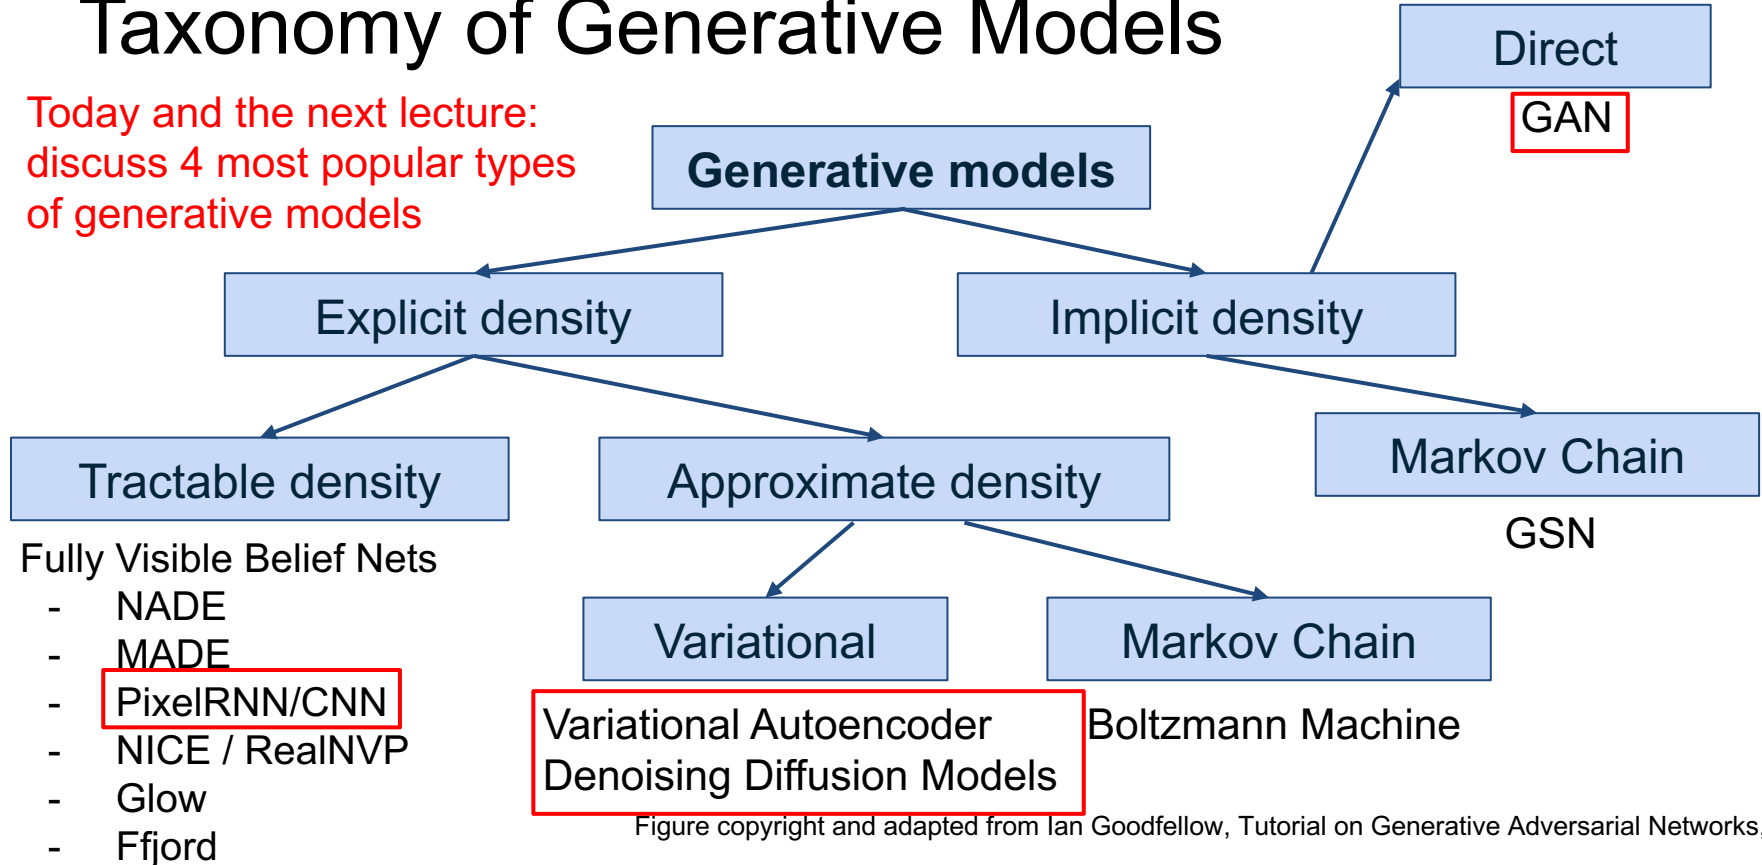 Taxonomy of Generative Models
Today and the next lecture:
discuss 4 most popular types
of generative models
Direct
GAN
Generative models
Explicit density
Implicit density
Tractable density
Approximate density
Markov Chain
GSN
Fully Visible Belief Nets
- NADE
- MADE
- PixelRNN/CNN
- NICE / RealNVP
- Glow
- Ffjord
Variational
Markov Chain
Variational Autoencoder
Denoising Diffusion Models
Boltzmann Machine
Figure copyright and adapted from Ian Goodfellow, Tutorial on Generative Adversarial Networks,